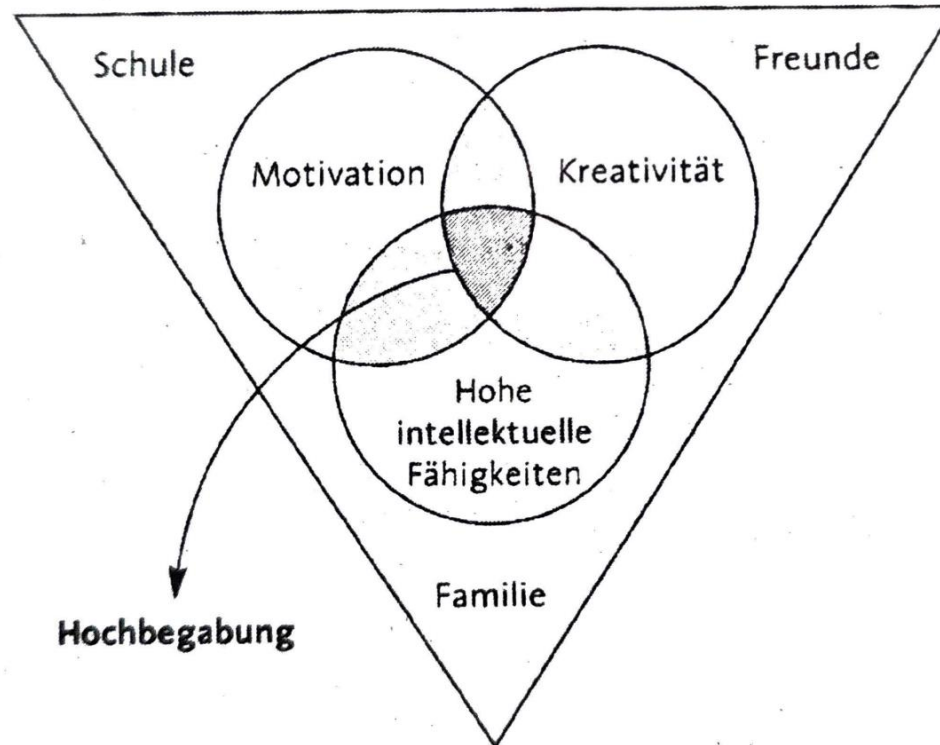 Schule
Freunde
Motivation
Kreativität
Hohe
intellektuelle
Fähigkeiten
Familie
Hochbegabung